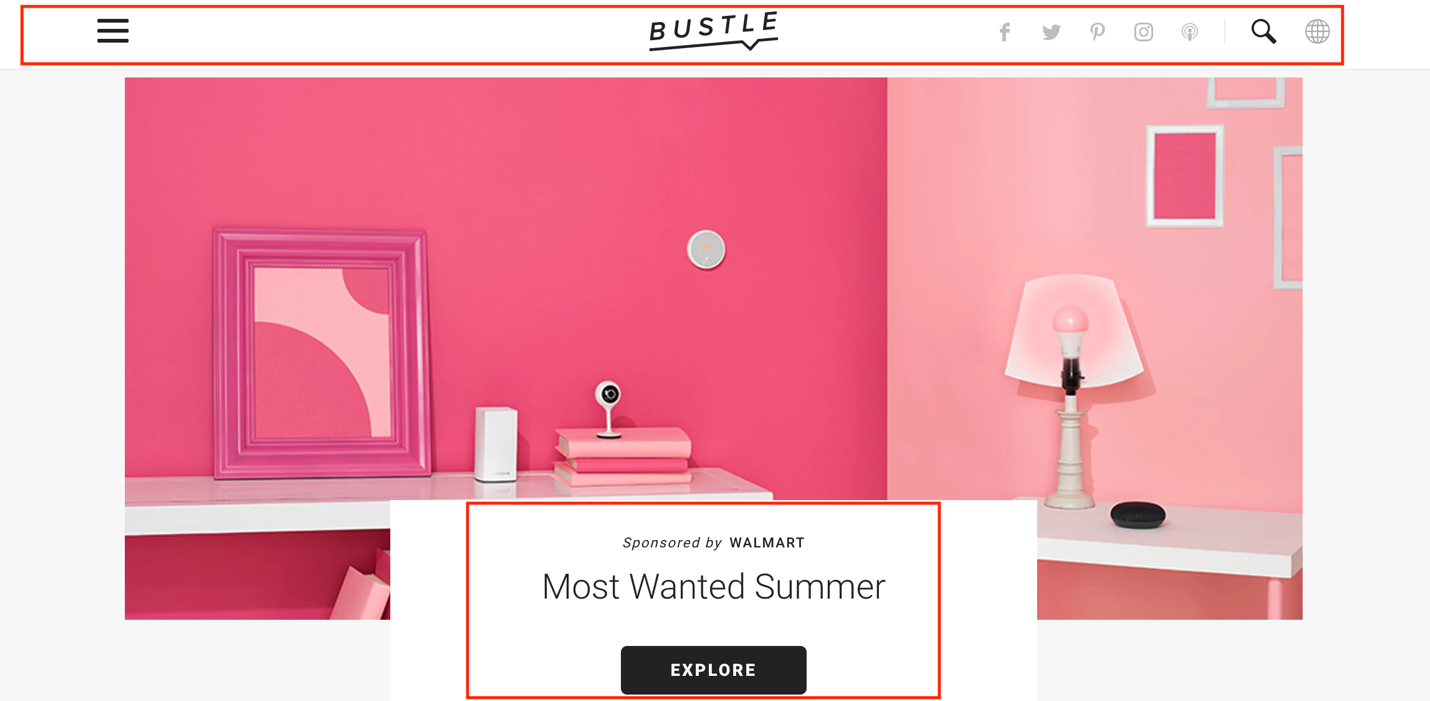 BUSTLE
Sponsored by WALMART
Most Wanted Summer
EXPLORE